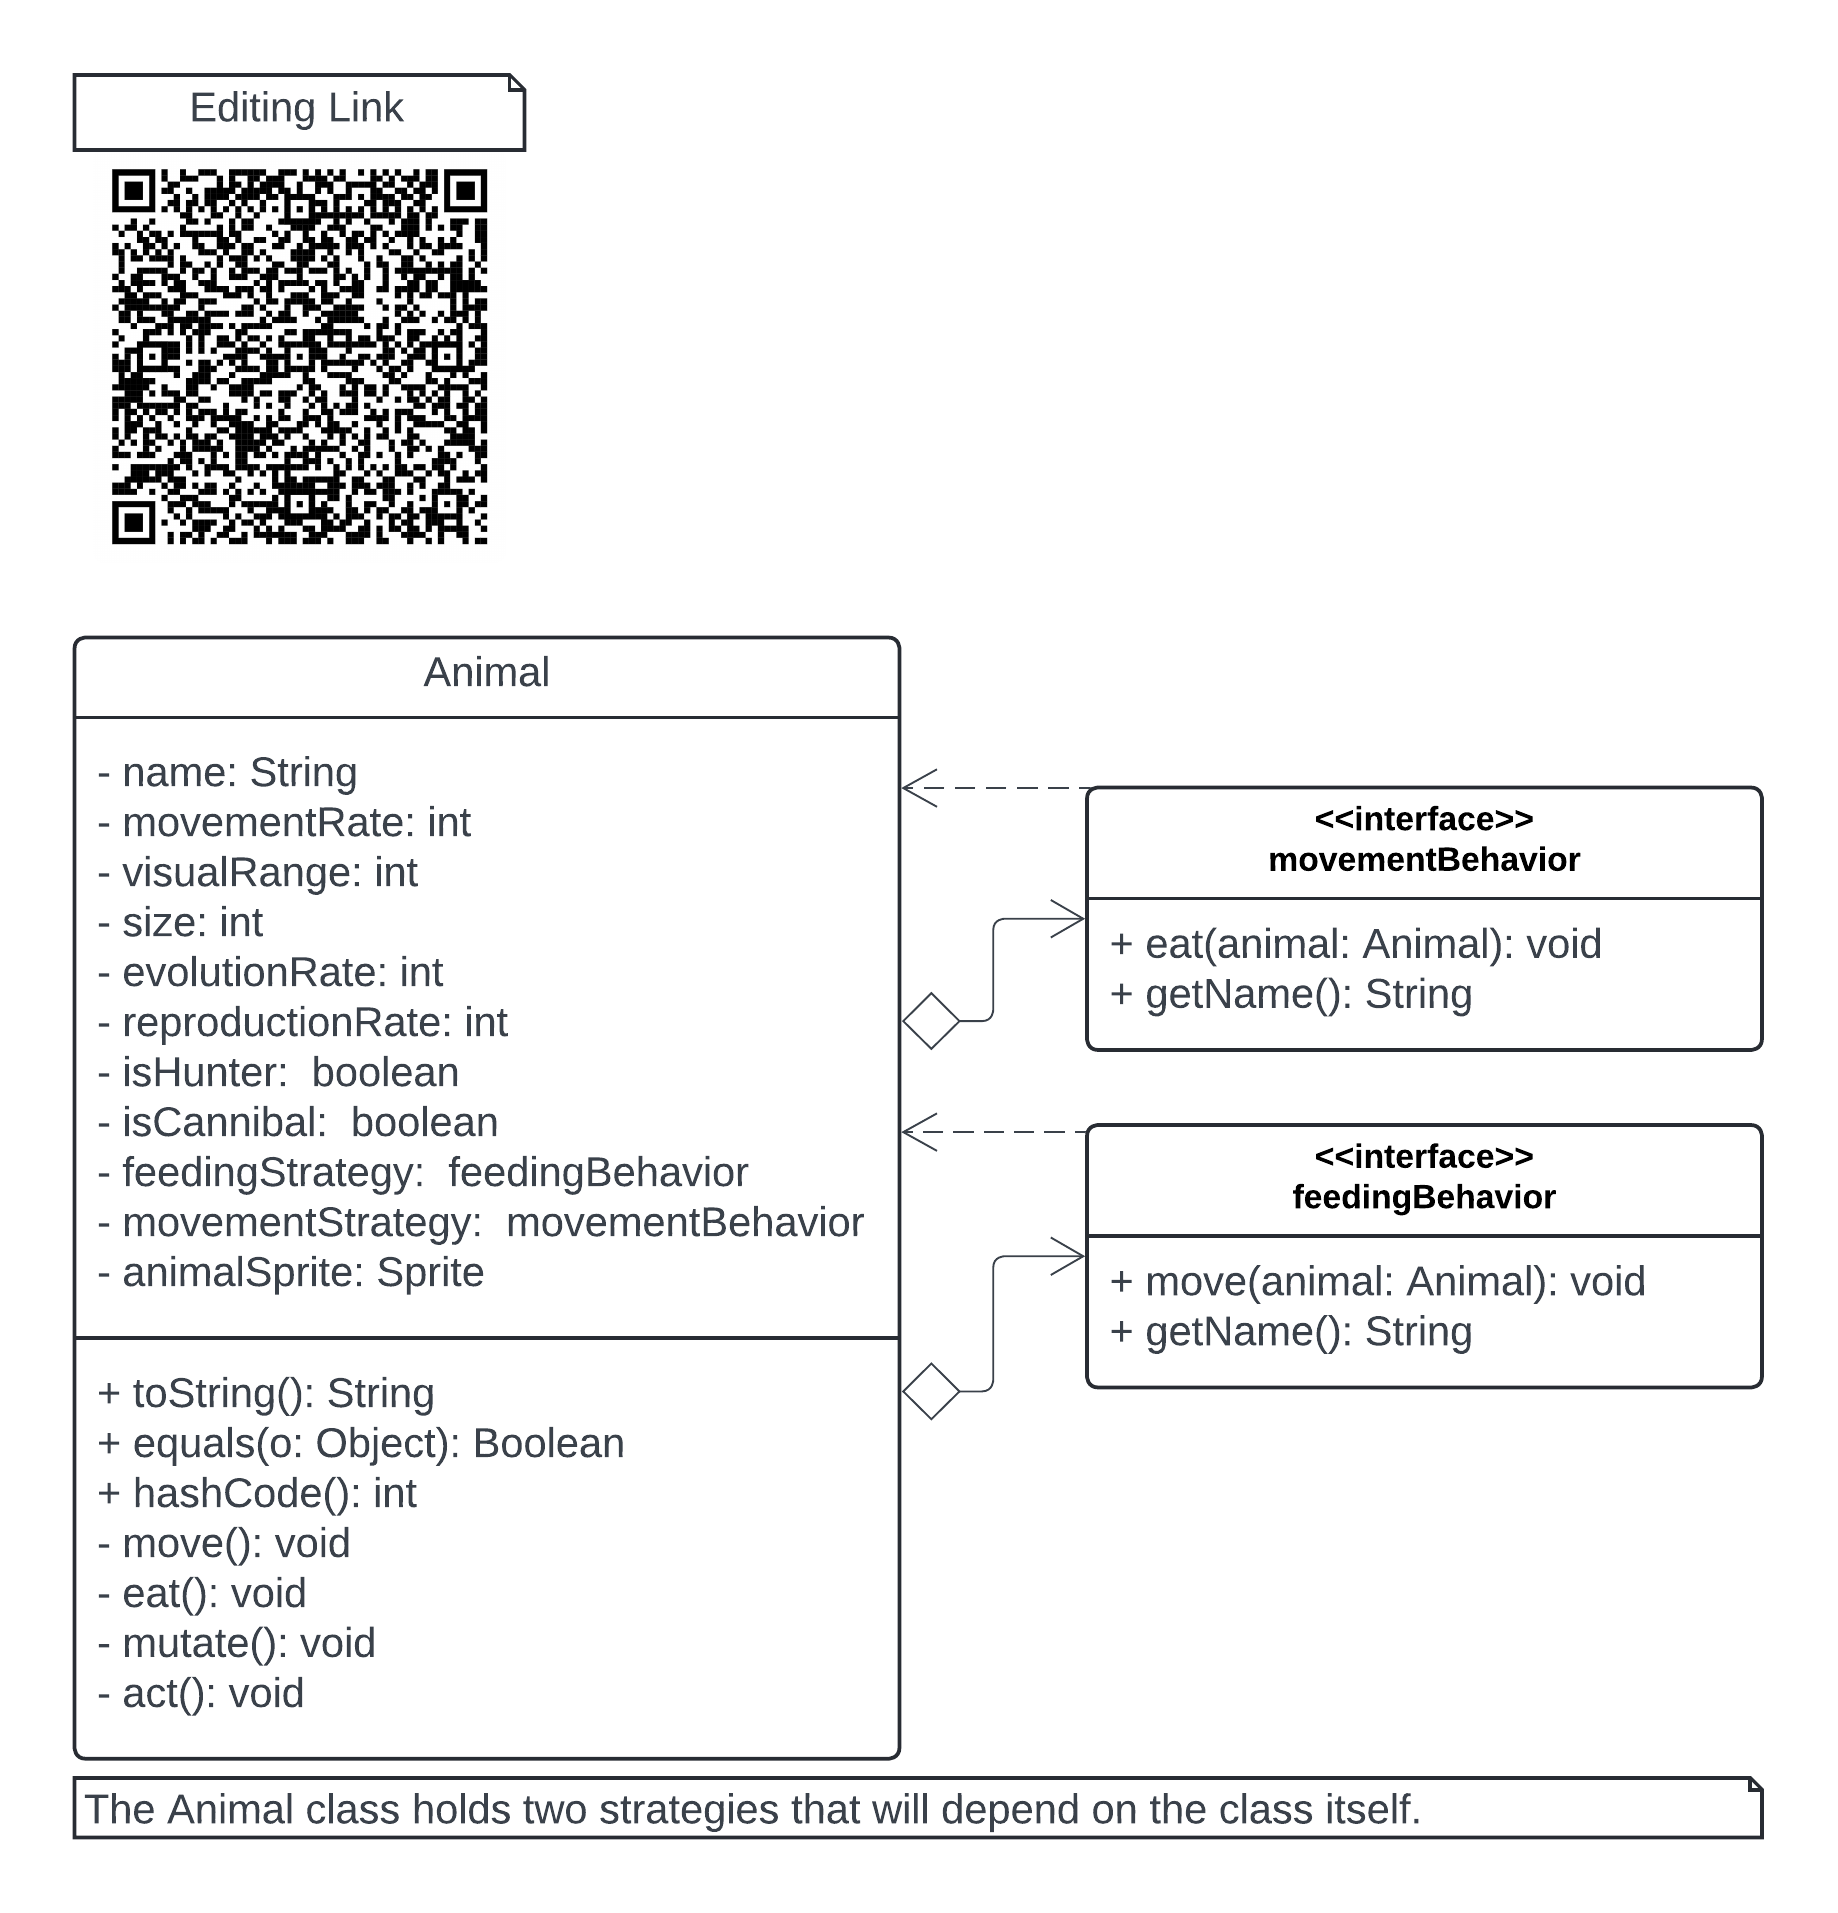 Editing Link
Animal
- name: String
- movementRate: int
- visualRange: int
- size: int
- evolutionRate: int
- reproductionRate: int
- isHunter:  boolean
- isCannibal:  boolean
- feedingStrategy:  feedingBehavior
- movementStrategy:  movementBehavior
- animalSprite: Sprite
+ toString(): String
+ equals(o: Object): Boolean
+ hashCode(): int
- move(): void
- eat(): void
- mutate(): void
- act(): void
<<interface>>
movementBehavior
+ eat(animal: Animal): void
+ getName(): String
<<interface>>
feedingBehavior
+ move(animal: Animal): void
+ getName(): String
The Animal class holds two strategies that will depend on the class itself.